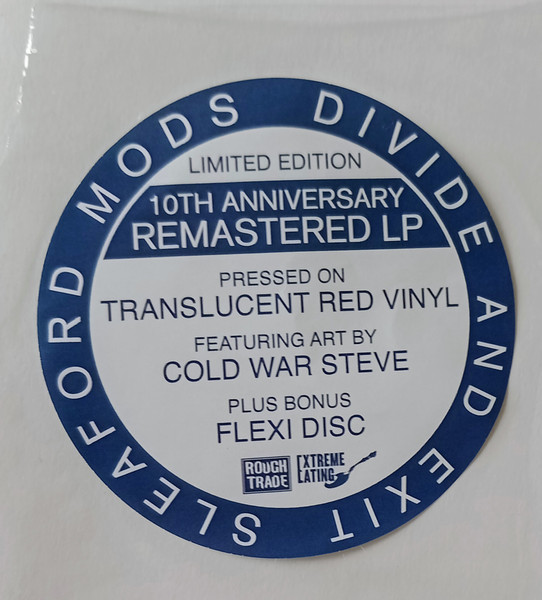 SLEAFORD MODS DIVIDE AND EXIT
LIMITED EDITION
10TH ANNIVERSARY
REMASTERED LP
PRESSED ON
TRANSLUCENT RED VINYL
FEATURING ART BY
COLD WAR STEVE
PLUS BONUS
FLEXI DISC
ROUGH
TRADE
EXTREME
EATING